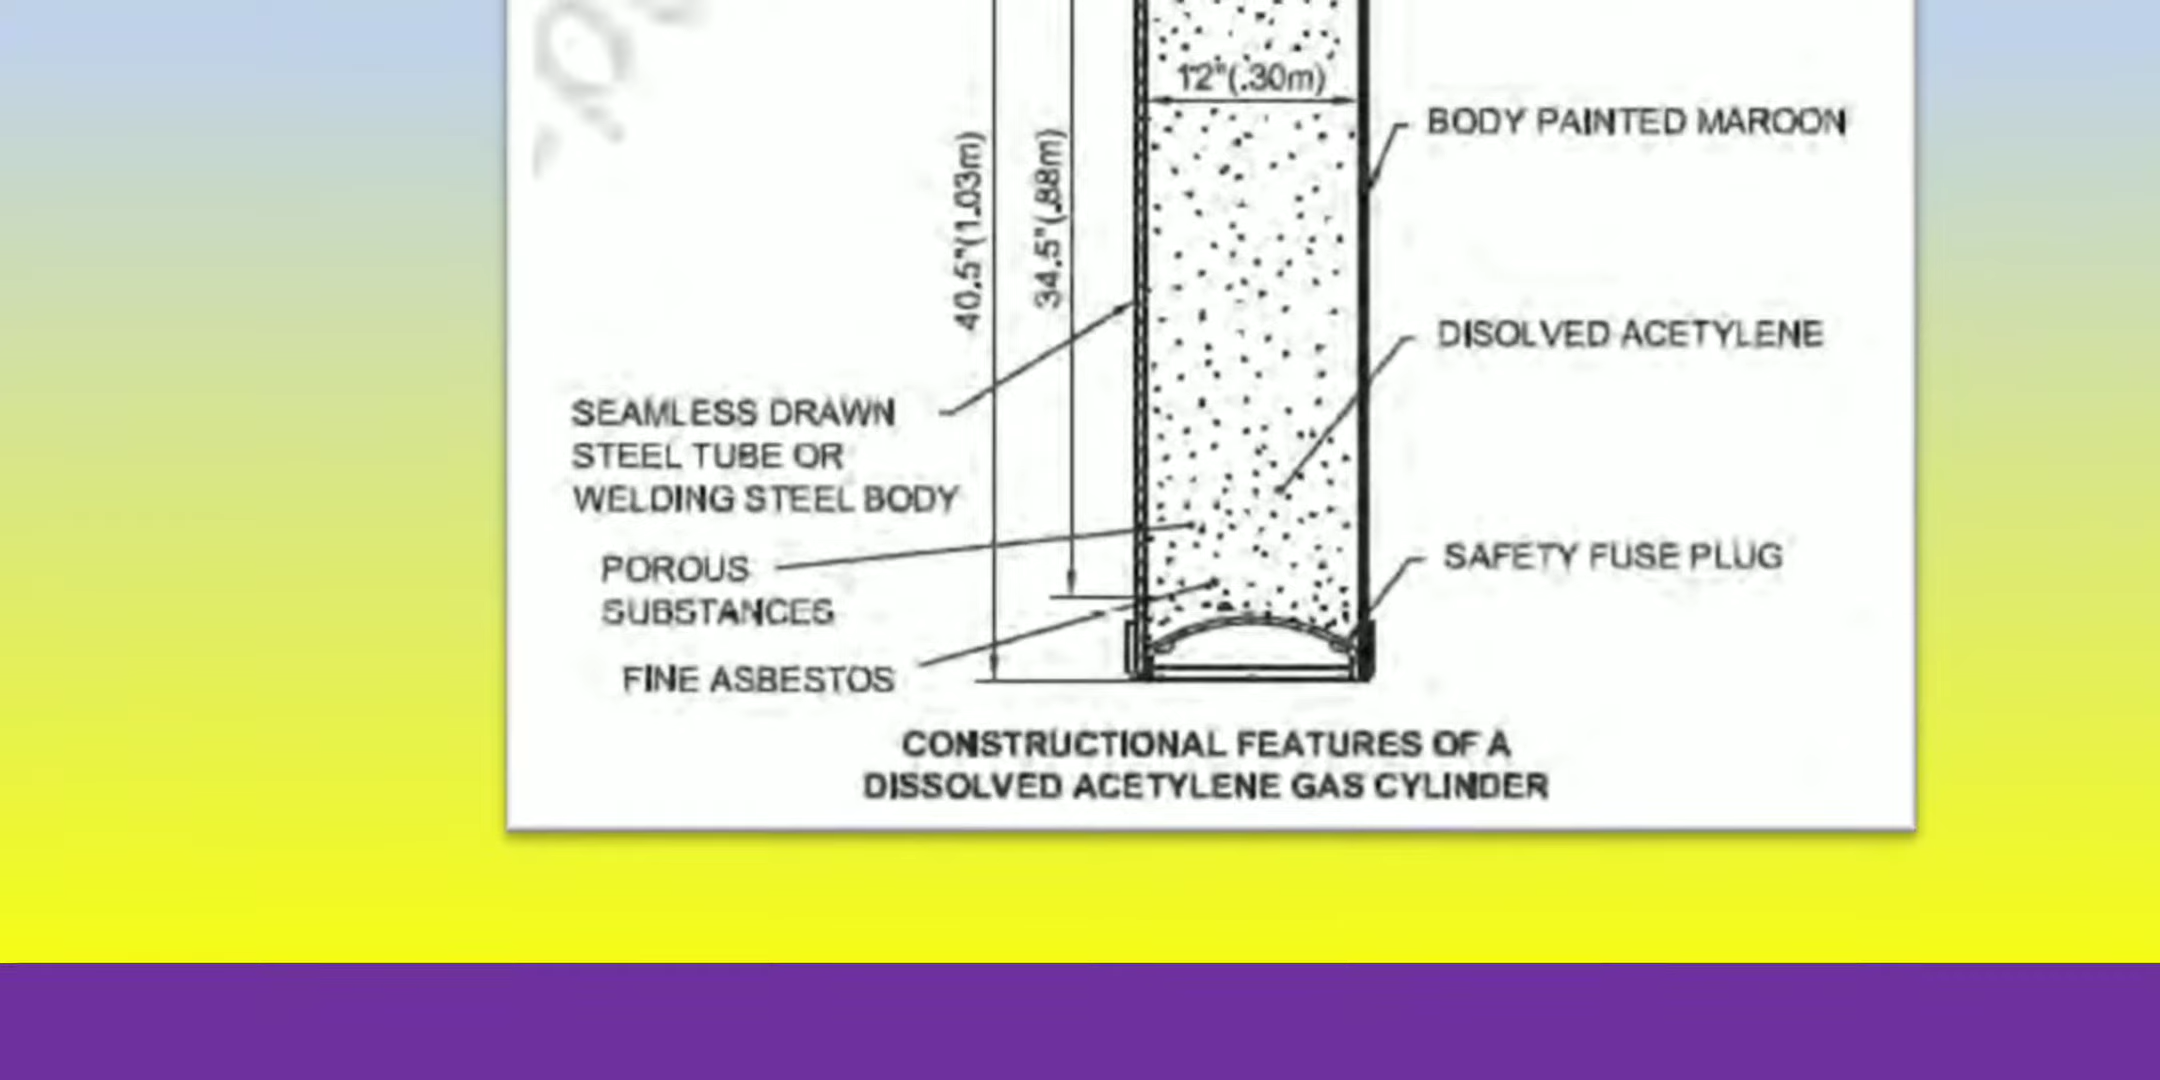 12"(.30m)
BODY PAINTED MAROON
40.5"(1.03m)
34.5"(.88m)
DISOLVED ACETYLENE
SEAMLESS DRAWN
STEEL TUBE OR
WELDING STEEL BODY
POROUS
SUBSTANCES
SAFETY FUSE PLUG
FINE ASBESTOS
CONSTRUCTIONAL FEATURES OF A
DISSOLVED ACETYLENE GAS CYLINDER